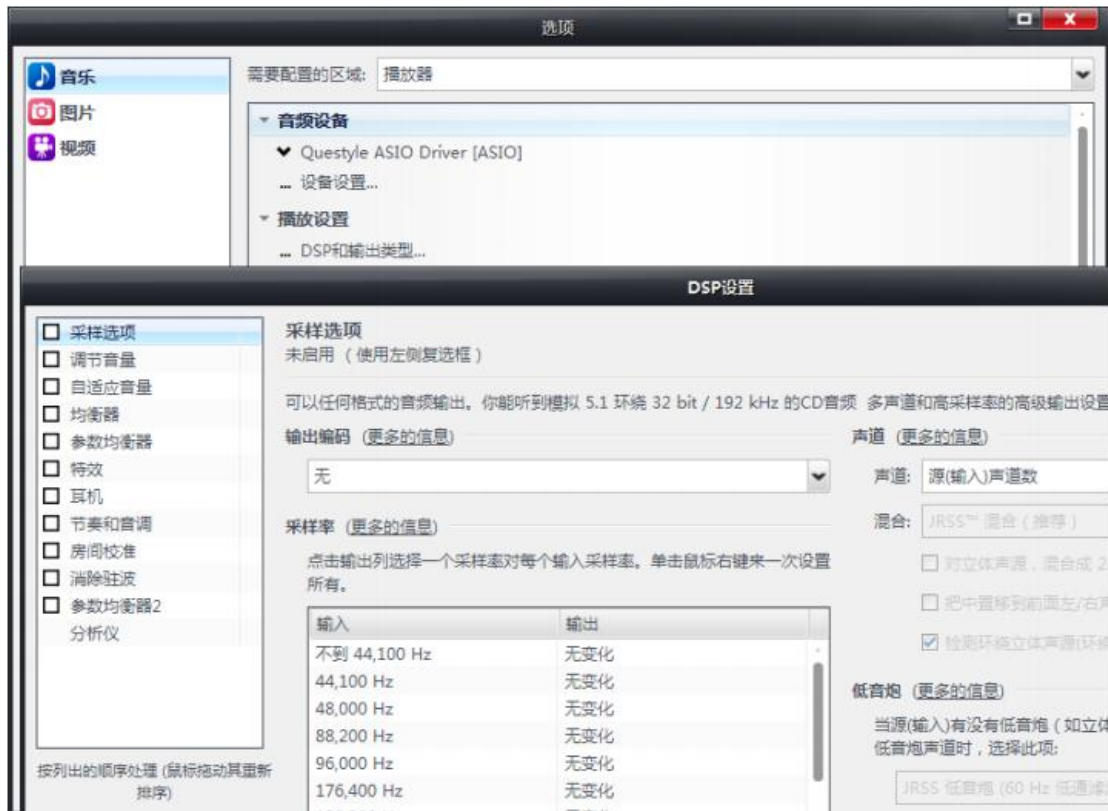 选项
音乐
图片
视频
需要配置的区域: 播放器
音频设备
Questyle ASIO Driver [ASIO]
... 设备设置...
播放设置
... DSP和输出类型...
DSP设置
采样选项
调节音量
自适应音量
均衡器
参数均衡器
特效
耳机
节奏和音调
房间校准
消除驻波
参数均衡器2
分析仪
按列出的顺序处理 (鼠标拖动其重新
排序)
采样选项
未启用 ( 使用左侧复选框 )
可以任何格式的音频输出。你能听到模拟 5.1 环绕 32 bit / 192 kHz 的CD音频 多声道和高采样率的高级输出设置
输出编码 (更多的信息)
无
采样率 (更多的信息)
点击输出列选择一个采样率对每个输入采样率。单击鼠标右键来一次设置
所有。
输入 输出
不到 44,100 Hz 无变化
44,100 Hz 无变化
48,000 Hz 无变化
88,200 Hz 无变化
96,000 Hz 无变化
176,400 Hz 无变化
声道 (更多的信息)
声道: 源(输入)声道数
混合: JRSS™ 混合 ( 推荐 )
对立体声源，混合成 2
把中置移到前面左/右声
检测环绕立体声源(环绕
低音炮 (更多的信息)
当源(输入)有没有低音炮 ( 如立体
低音炮声道时，选择此项:
JRSS 低音炮 (60 Hz 低通滤